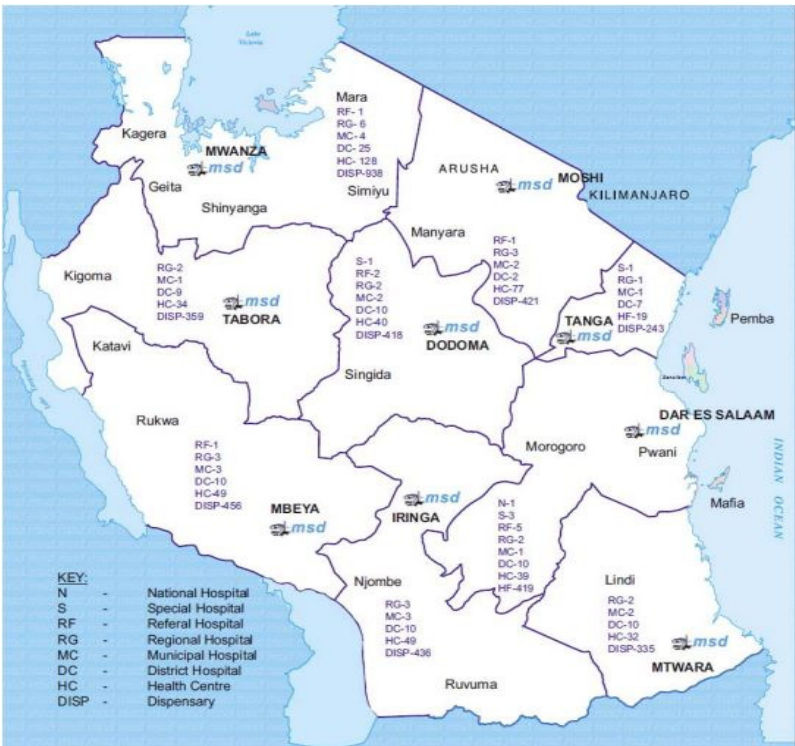 Lake
Victoria
Mara
RF- 1
RG- 6
MC- 4
DC- 25
HC- 128
DISP-938
Kagera
MWANZA
msd
Geita
Shinyanga
Simiyu
ARUSHA
msd
MOSHI
KILIMANJARO
Manyara
RF-1
RG-3
MC-2
DC-2
HC-77
DISP-421
Kigoma
RG-2
MC-1
DC-9
HC-34
DISP-359
msd
TABORA
S-1
RF-2
RG-2
MC-2
DC-10
HC-40
DISP-418
msd
DODOMA
Singida
S-1
RG-1
MC-1
DC-7
HF-19
DISP-243
TANGA
msd
Pemba
Zanzibar
Katavi
Rukwa
RF-1
RG-3
MC-3
DC-10
HC-49
DISP-456
MBEYA
msd
DAR ES SALAAM
msd
Morogoro
Pwani
Mafia
INDIAN OCEAN
msd
IRINGA
N-1
S-3
RF-5
RG-2
MC-1
DC-10
HC-39
HF-419
Njombe
RG-3
MC-3
DC-10
HC-49
DISP-436
Ruvuma
Lindi
RG-2
MC-2
DC-10
HC-32
DISP-335
msd
MTWARA
KEY:
N - National Hospital
S - Special Hospital
RF - Referal Hospital
RG - Regional Hospital
MC - Municipal Hospital
DC - District Hospital
HC - Health Centre
DISP - Dispensary